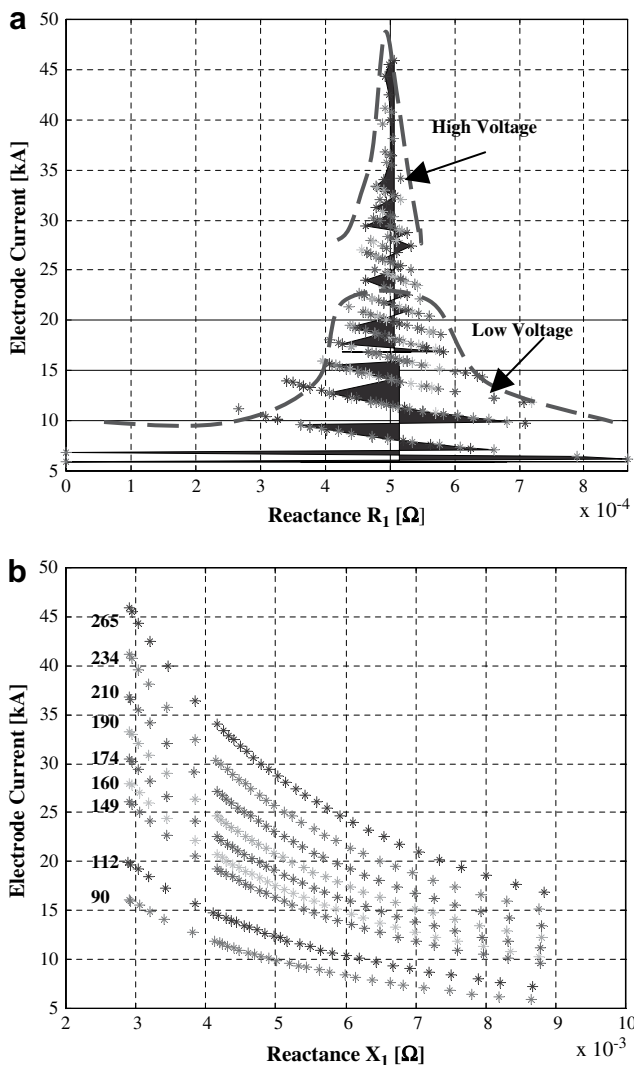 a
50
45
40
35
30
25
20
15
10
5
Electrode Current [kA]
High Voltage
Low Voltage
0 1 2 3 4 5 6 7 8
Reactance R1 [Ω]
x 10-4
b
50
45
40
35
30
25
20
15
10
5
0
Electrode Current [kA]
265
234
210
190
174
160
149
112
90
2 3 4 5 6 7 8 9 10
Reactance X1 [Ω]
x 10-3